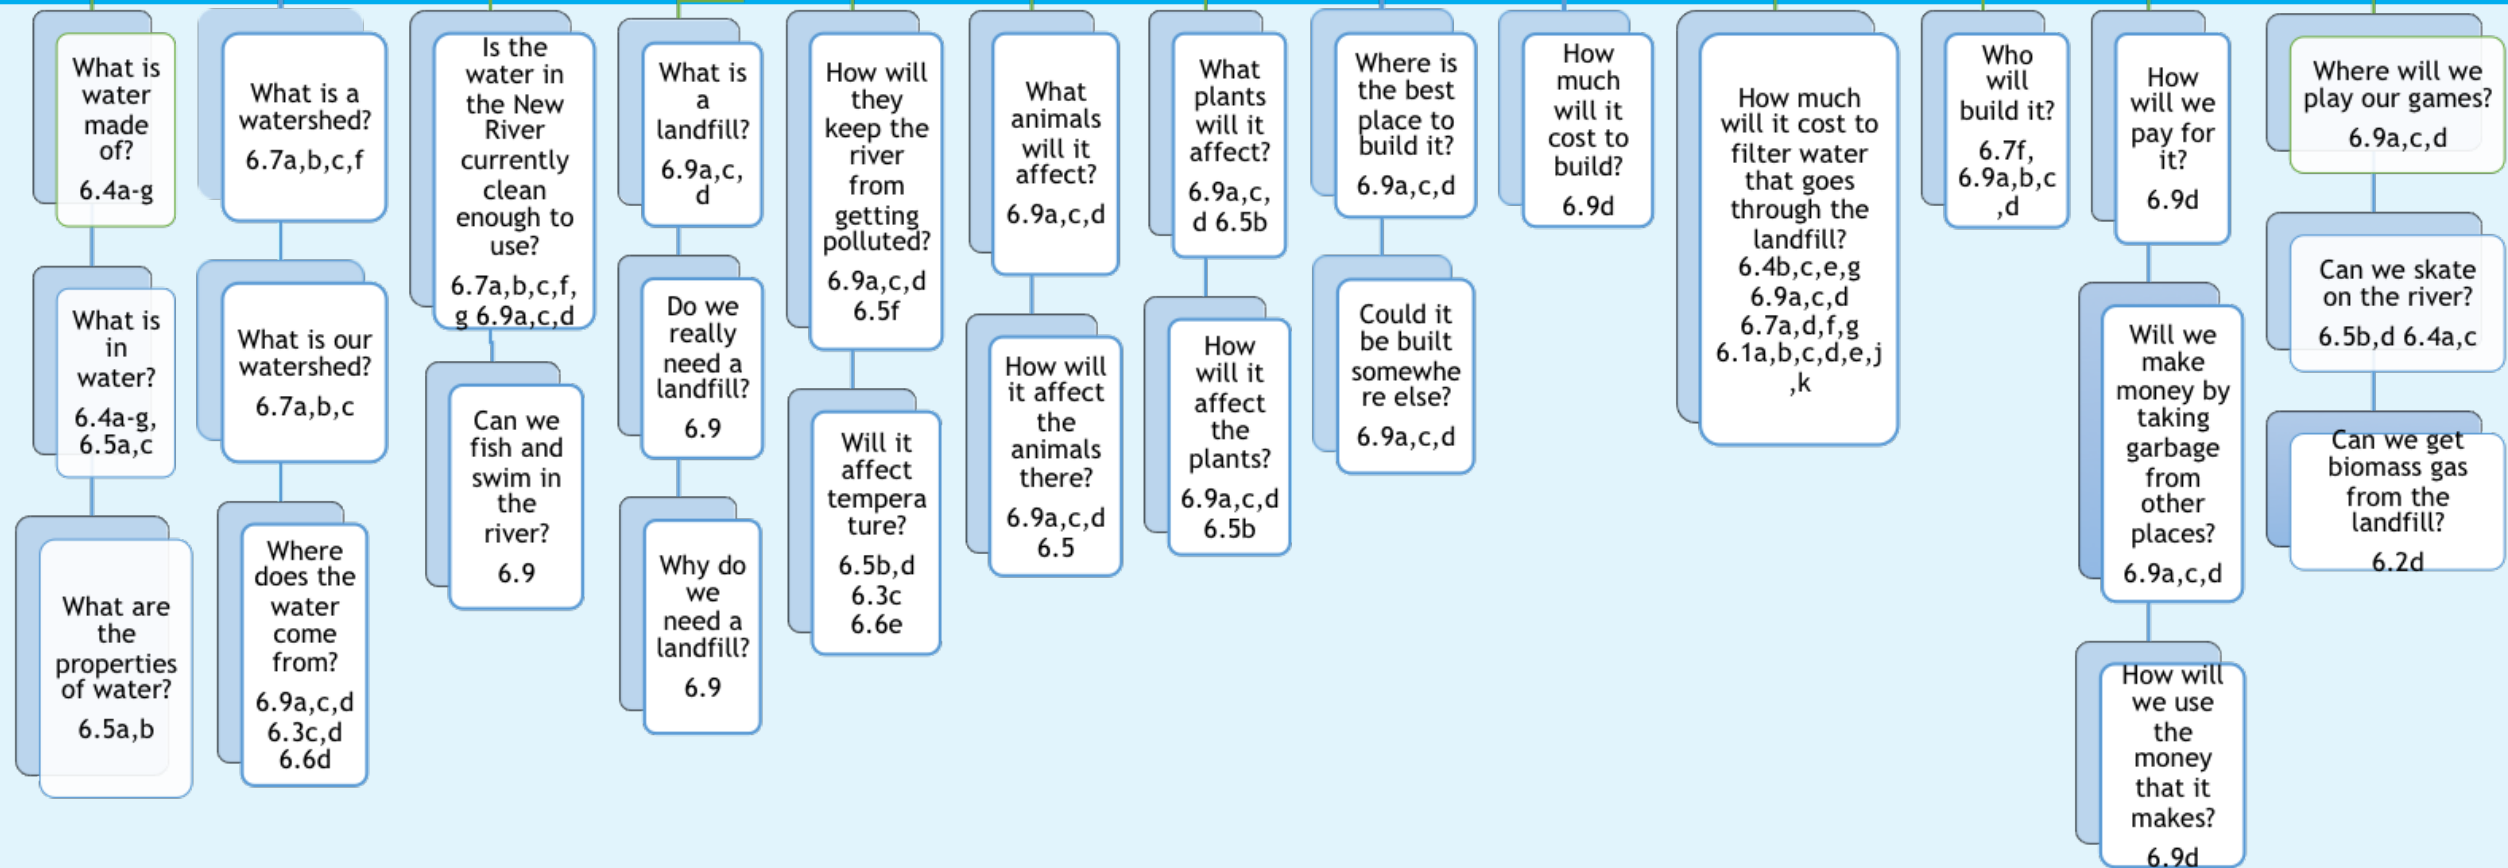 What is
water
made
of?
6.4a-g
What is
in
water?
6.4a-g,
6.5a,c
What are
the
properties
of water?
6.5a,b
What is a
watershed?
6.7a,b,c,f
What is our
watershed?
6.7a,b,c
Where
does the
water
come
from?
6.9a,c,d
6.3c,d
6.6d
Is the
water in
the New
River
currently
clean
enough to
use?
6.7a,b,c,f,
g 6.9a,c,d
Can we
fish and
swim in
the
river?
6.9
What is
a
landfill?
6.9a,c,
d
Do we
really
need a
landfill?
6.9
Why do
we
need a
landfill?
6.9
How will
they
keep the
river
from
getting
polluted?
6.9a,c,d
6.5f
Will it
affect
tempera
ture?
6.5b,d
6.3c
6.6e
What
animals
will it
affect?
6.9a,c,d
How will
it affect
the
animals
there?
6.9a,c,d
6.5
What
plants
will it
affect?
6.9a,c,
d 6.5b
How
will it
affect
the
plants?
6.9a,c,d
6.5b
Where is
the best
place to
build it?
6.9a,c,d
Could it
be built
somewhe
re else?
6.9a,c,d
How
much
will it
cost to
build?
6.9d
How much
will it cost to
filter water
that goes
through the
landfill?
6.4b,c,e,g
6.9a,c,d
6.7a,d,f,g
6.1a,b,c,d,e,j
,k
Who
will
build it?
6.7f,
6.9a,b,c
,d
How
will we
pay for
it?
6.9d
Will we
make
money by
taking
garbage
from
other
places?
6.9a,c,d
How will
we use
the
money
that it
makes?
6.9d
Where will we
play our games?
6.9a,c,d
Can we skate
on the river?
6.5b,d 6.4a,c
Can we get
biomass gas
from the
landfill?
6.2d